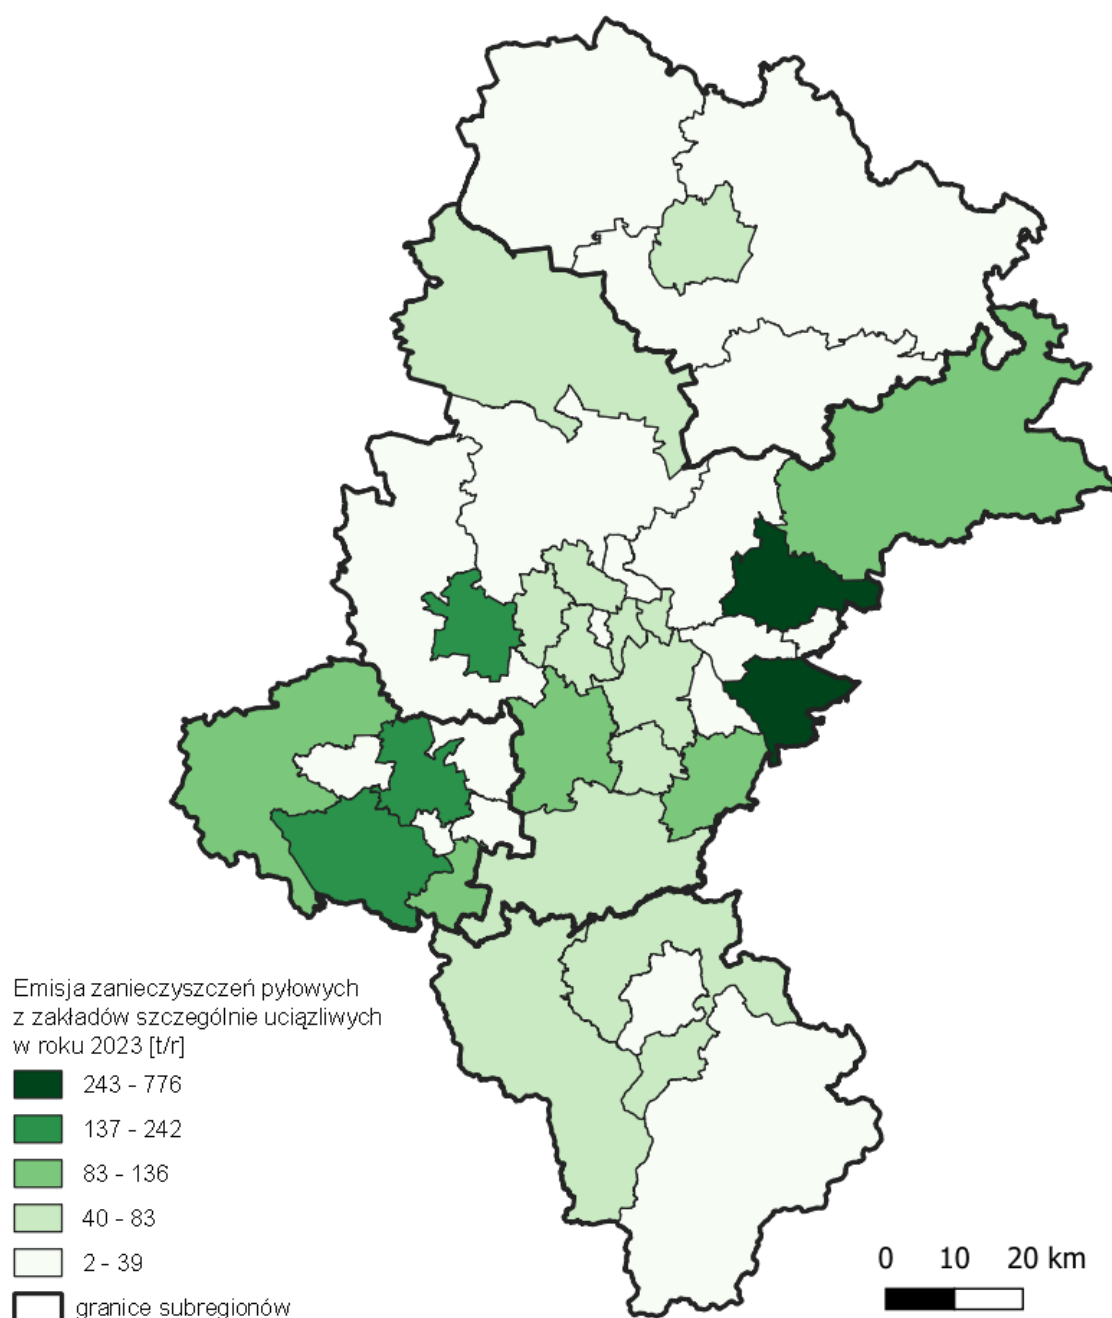 Emisja zanieczyszczeń pyłowych
z zakładów szczególnie uciążliwych
w roku 2023 [t/r]
243 - 776
137 - 242
83 - 136
40 - 83
2 - 39
granice subregionów
0 10 20 km